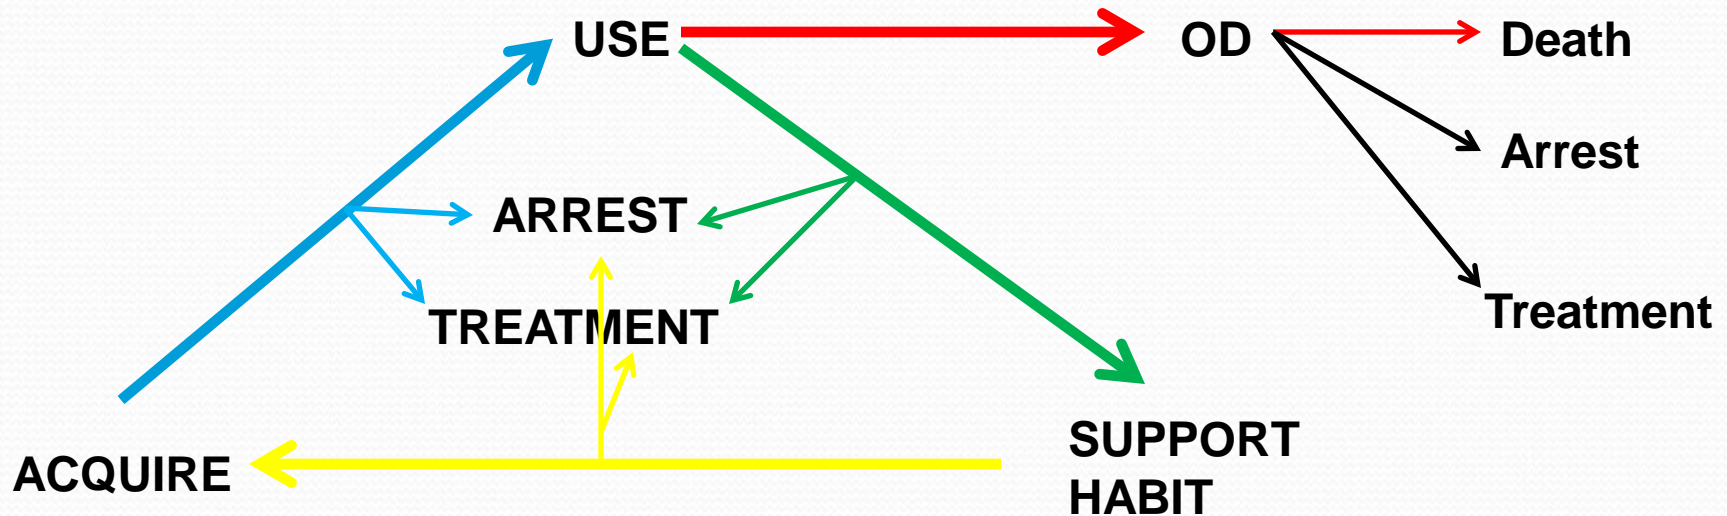 USE
OD
Death
Arrest
ARREST
Treatment
TREATMENT
ACQUIRE
SUPPORT
HABIT